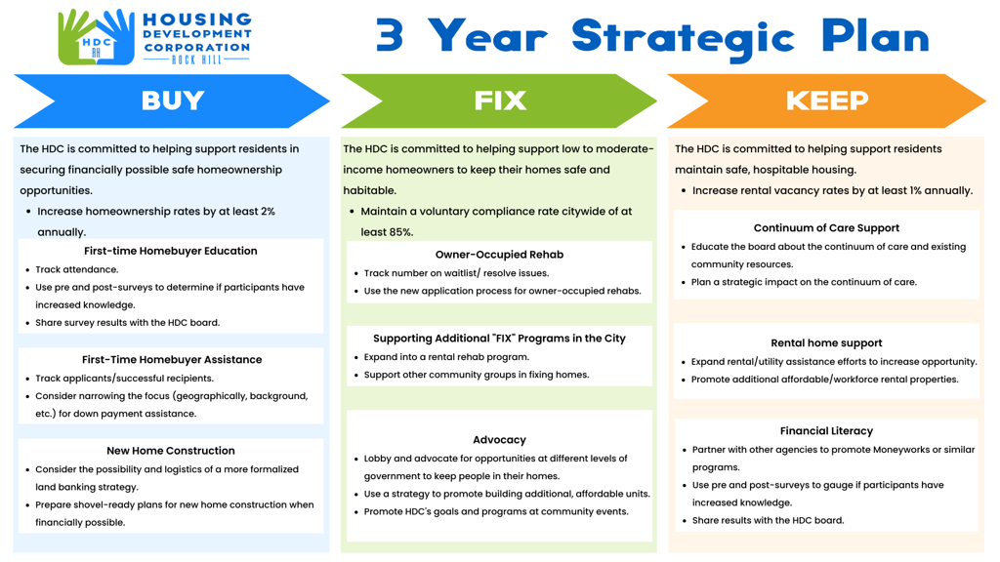 HDC
RH
HOUSING
DEVELOPMENT
CORPORATION
ROCK HILL
3 Year Strategic Plan
BUY
The HDC is committed to helping support residents in
securing financially possible safe homeownership
opportunities.
• Increase homeownership rates by at least 2%
annually.
First-time Homebuyer Education
• Track attendance.
• Use pre and post-surveys to determine if participants have
increased knowledge.
• Share survey results with the HDC board.
First-Time Homebuyer Assistance
• Track applicants/successful recipients.
• Consider narrowing the focus (geographically, background,
etc.) for down payment assistance.
New Home Construction
• Consider the possibility and logistics of a more formalized
land banking strategy.
• Prepare shovel-ready plans for new home construction when
financially possible.
FIX
The HDC is committed to helping support low to moderate-
income homeowners to keep their homes safe and
habitable.
• Maintain a voluntary compliance rate citywide of at
least 85%.
Owner-Occupied Rehab
• Track number on waitlist/ resolve issues.
• Use the new application process for owner-occupied rehabs.
Supporting Additional "FIX" Programs in the City
• Expand into a rental rehab program.
• Support other community groups in fixing homes.
Advocacy
• Lobby and advocate for opportunities at different levels of
government to keep people in their homes.
• Use a strategy to promote building additional, affordable units.
• Promote HDC's goals and programs at community events.
KEEP
The HDC is committed to helping support residents
maintain safe, hospitable housing.
• Increase rental vacancy rates by at least 1% annually.
Continuum of Care Support
• Educate the board about the continuum of care and existing
community resources.
• Plan a strategic impact on the continuum of care.
Rental home support
• Expand rental/utility assistance efforts to increase opportunity.
• Promote additional affordable/workforce rental properties.
Financial Literacy
• Partner with other agencies to promote Moneyworks or similar
programs.
• Use pre and post-surveys to gauge if participants have
increased knowledge.
• Share results with the HDC board.